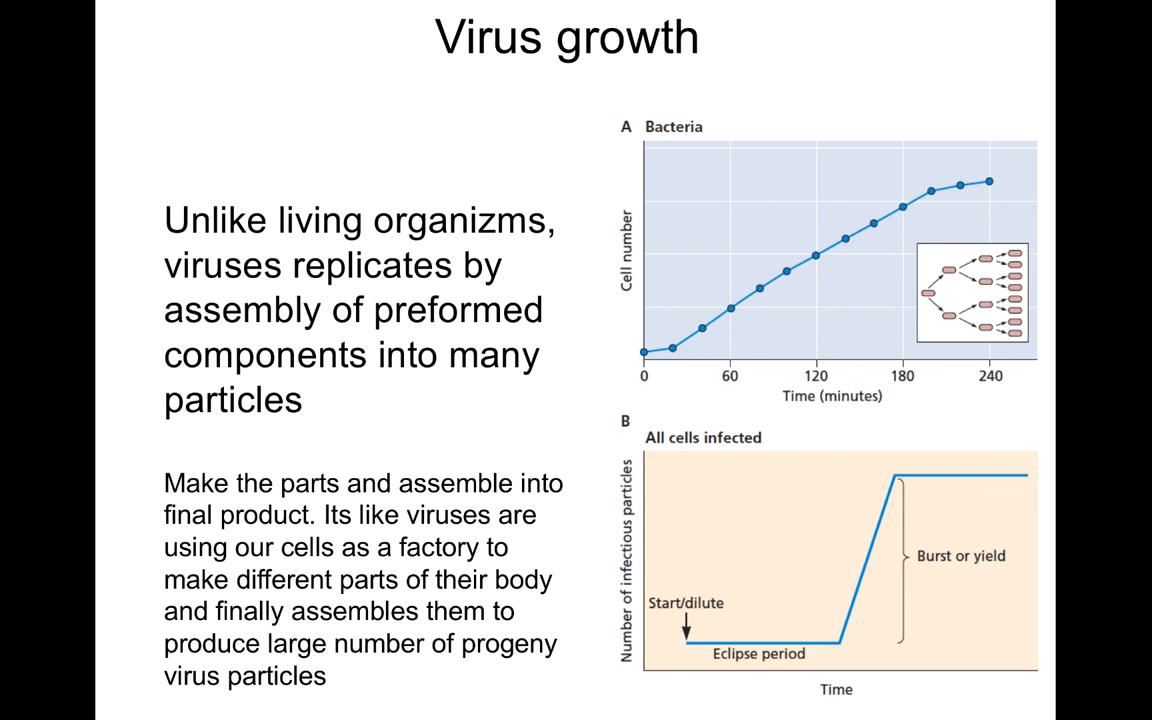 Virus growth
Unlike living organizms,
viruses replicates by
assembly of preformed
components into many
particles
Make the parts and assemble into
final product. Its like viruses are
using our cells as a factory to
make different parts of their body
and finally assembles them to
produce large number of progeny
virus particles
A Bacteria
Cell number
0 60 120 180 240
Time (minutes)
B
All cells infected
Number of infectious particles
Burst or yield
Start/dilute
Eclipse period
Time